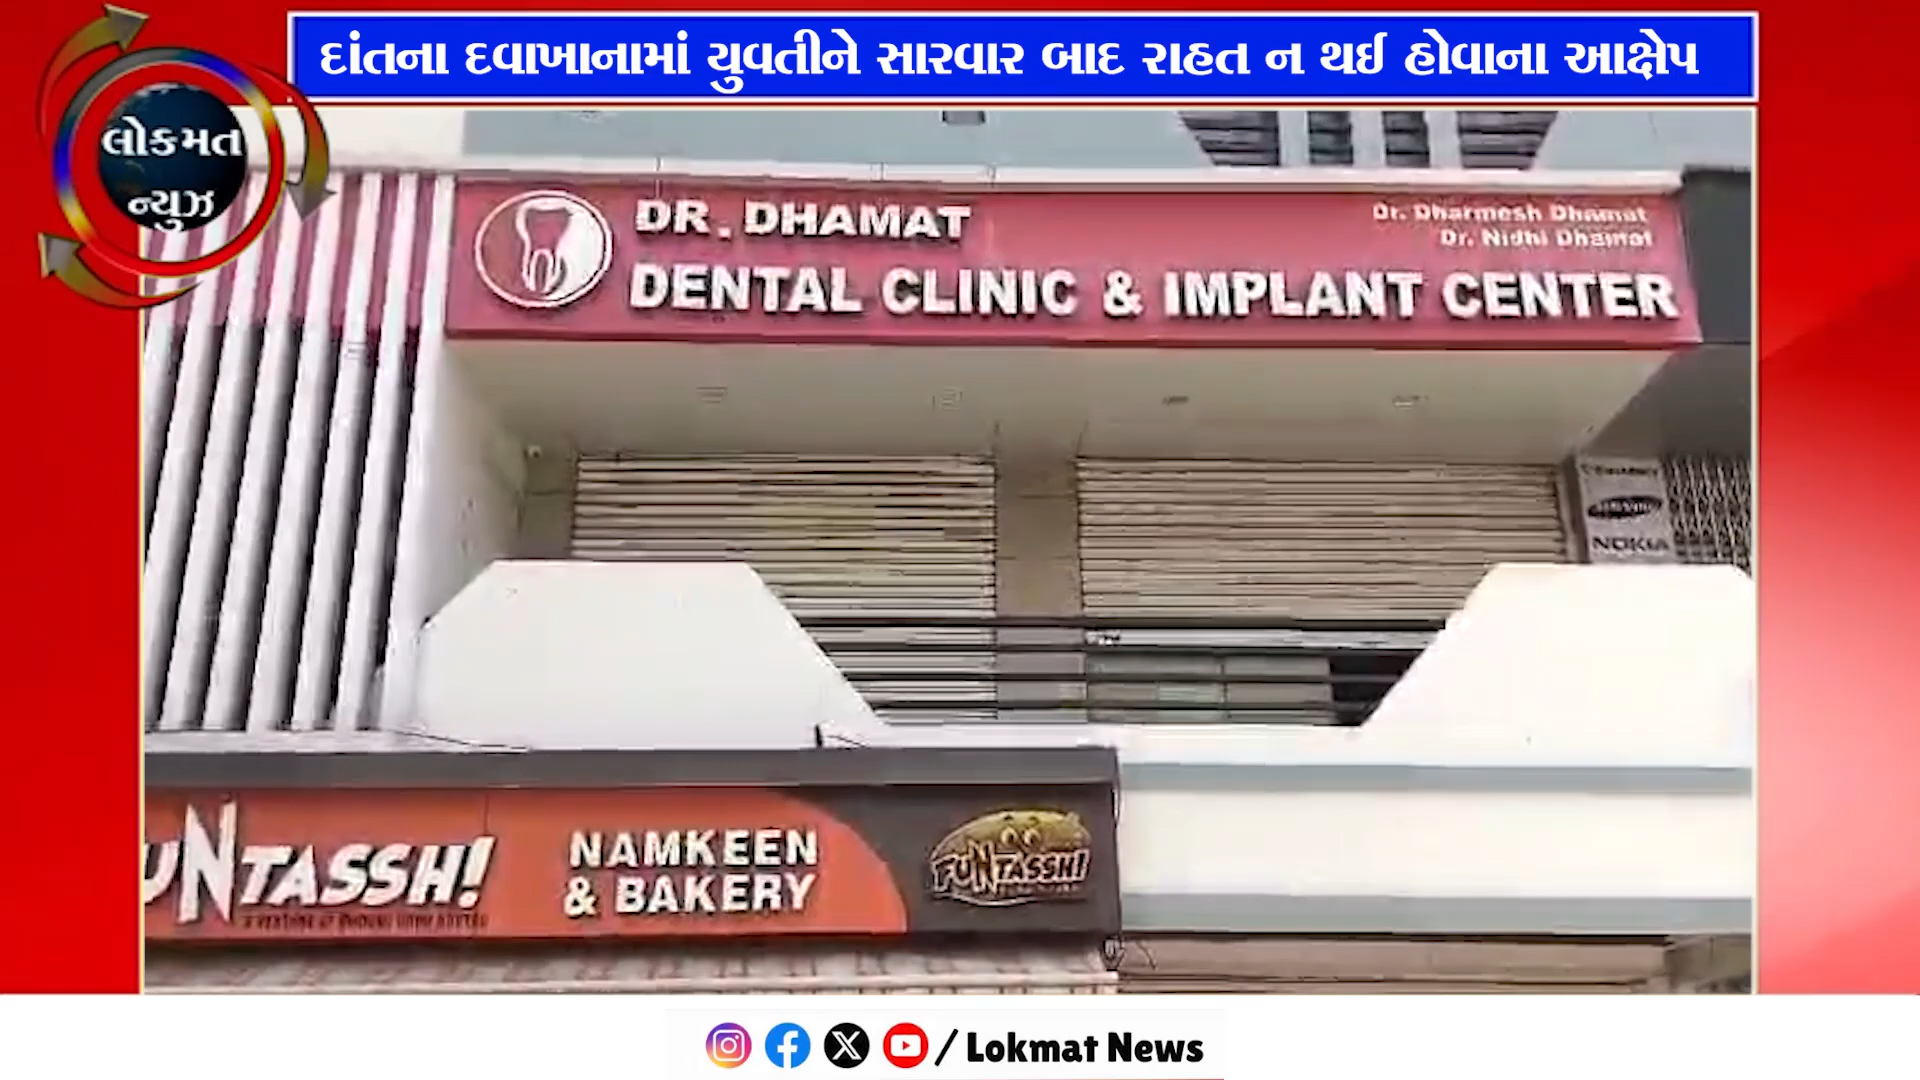 દાંતના દવાખાનામાં યુવતીને સારવાર બાદ રાહત ન થઈ હોવાના આક્ષેપ
લોકમત
ન્યુઝ
DR. DHAMAT
Dr. Dharmesh Dhamat
Dr. Nidhi Dhamat
DENTAL CLINIC & IMPLANT CENTER
NOKIA
FUNTASSH!
NAMKEEN
& BAKERY
FUNTASSH!
/ Lokmat News